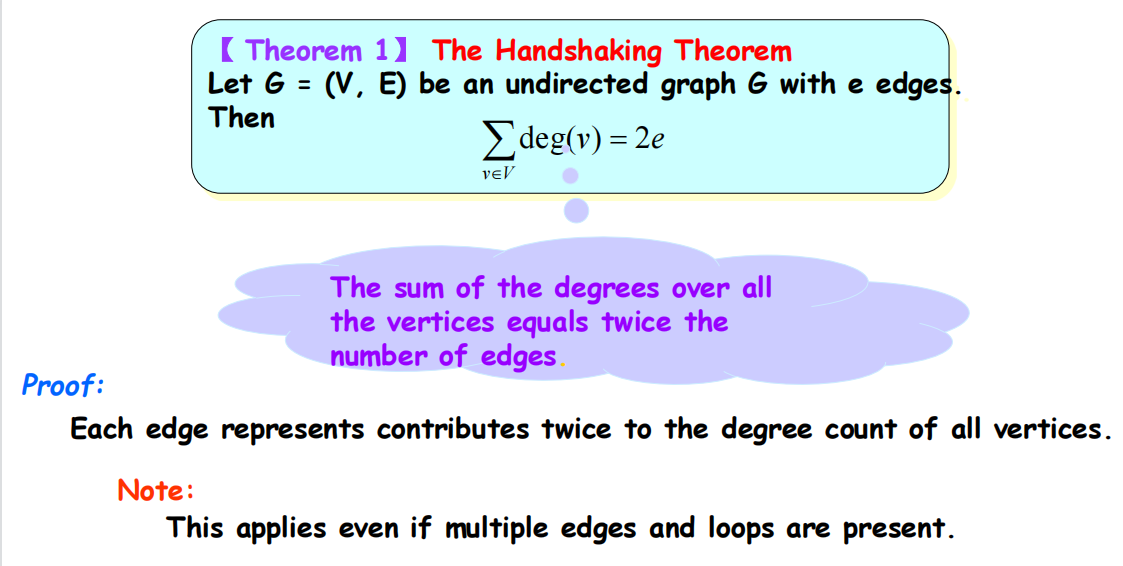 【 Theorem 1】 The Handshaking Theorem
Let G = (V, E) be an undirected graph G with e edges.
Then
∑ deg(v) = 2e
v∈V
The sum of the degrees over all
the vertices equals twice the
number of edges.
Proof:
Each edge represents contributes twice to the degree count of all vertices.
Note:
This applies even if multiple edges and loops are present.